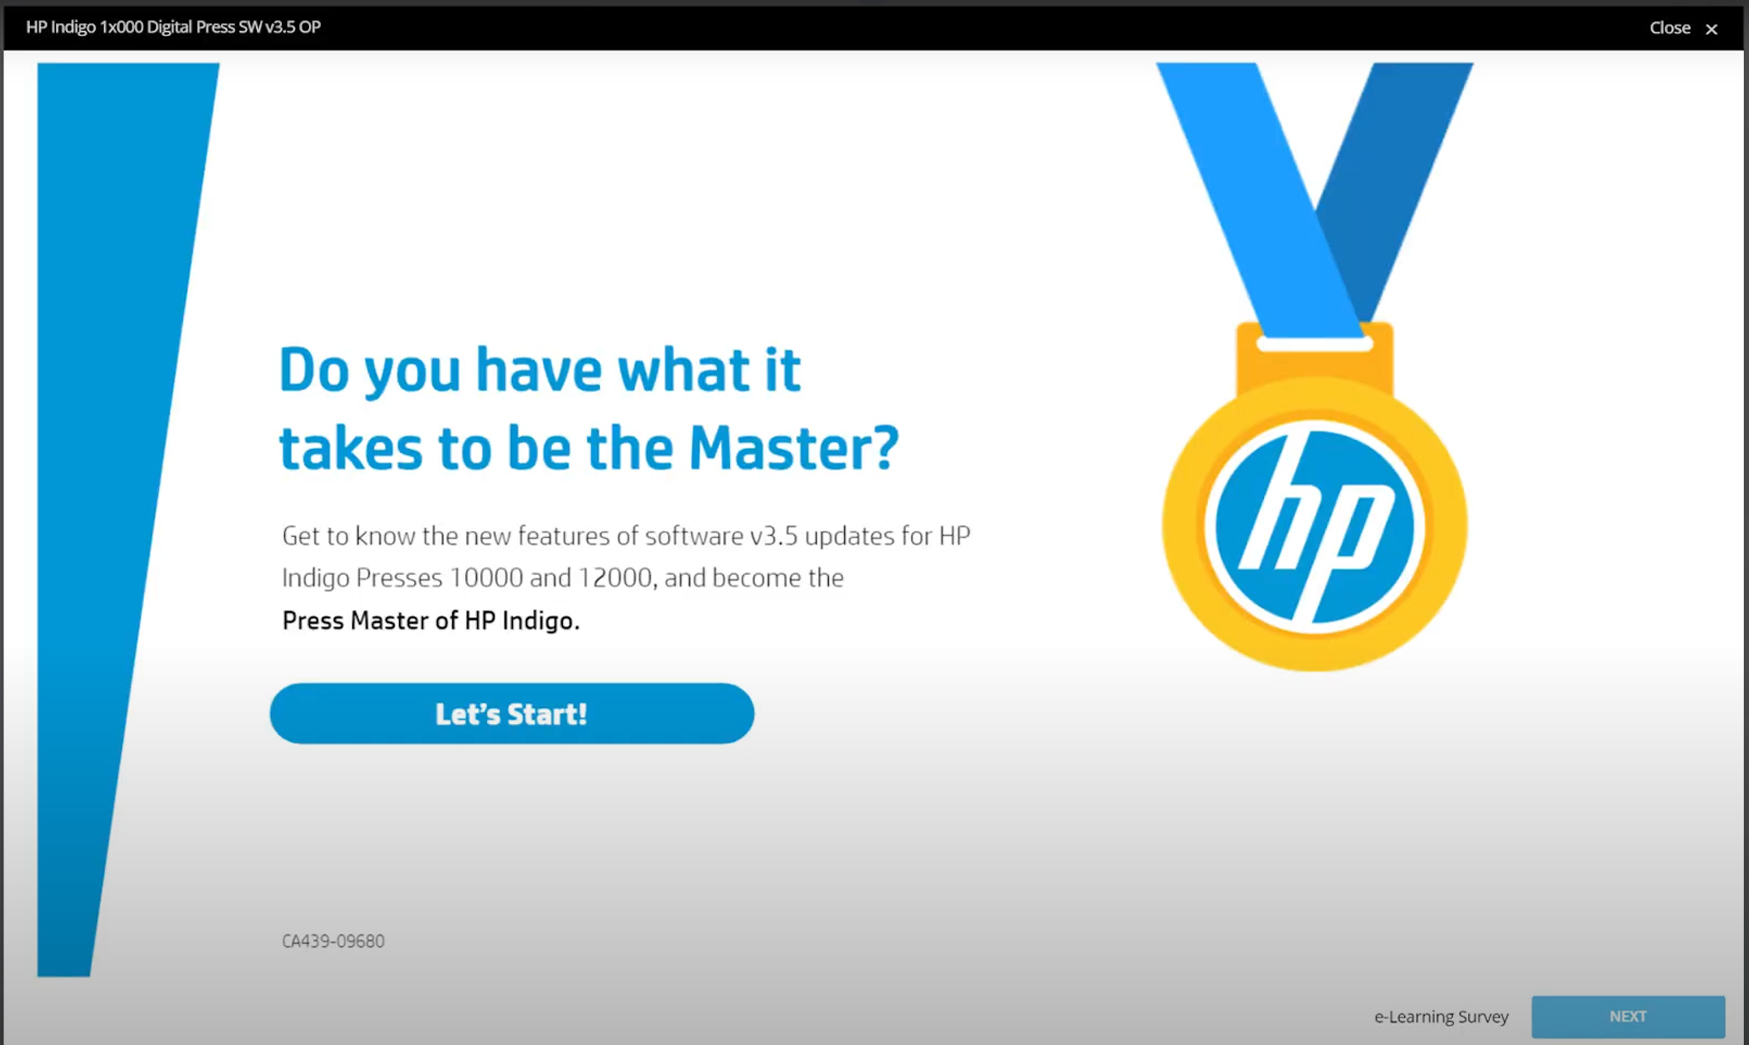 HP Indigo 1x000 Digital Press SW v3.5 OP
Close ×
Do you have what it
takes to be the Master?
Get to know the new features of software v3.5 updates for HP
Indigo Presses 10000 and 12000, and become the
Press Master of HP Indigo.
hp
Let's Start!
CA439-09680
e-Learning Survey
NEXT